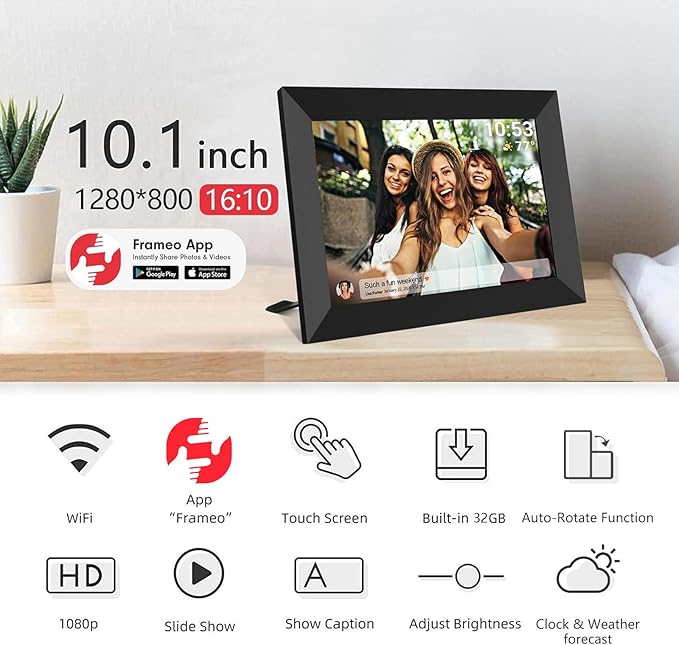 10.1 inch
1280*800 16:10
Frameo App
Instantly Share Photos & Videos
Google Play
App Store
10:53
77°
Such a fun weekend
WiFi
App
“Frameo”
Touch Screen
Built-in 32GB
Auto-Rotate Function
HD
1080p
Slide Show
A
Show Caption
Adjust Brightness
Clock & Weather
forecast